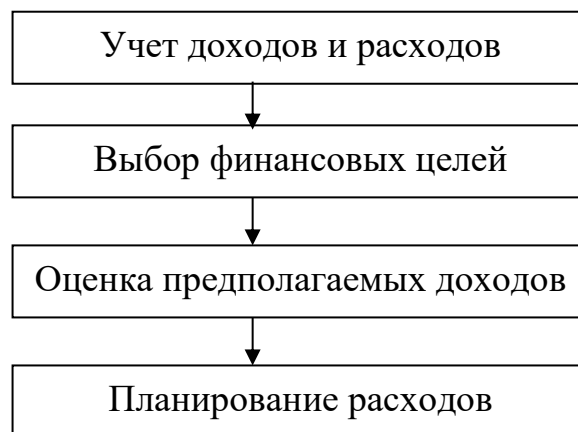 Учет доходов и расходов
Выбор финансовых целей
Оценка предполагаемых доходов
Планирование расходов